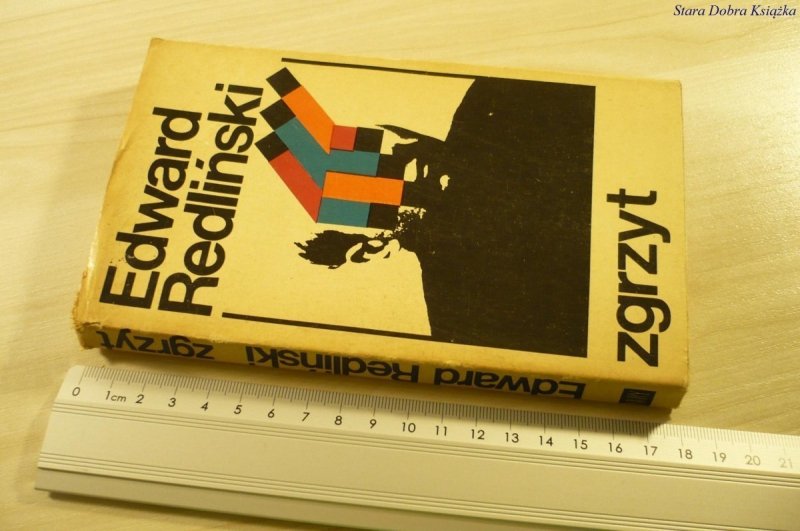 Stara Dobra Książka
Edward
Redliński
zgrzyt
Edward Redliński zgrzyt
0 1cm 2 3 4 5 6 7 8 9 10 11 12 13 14 15 16 17 18 19 20 21